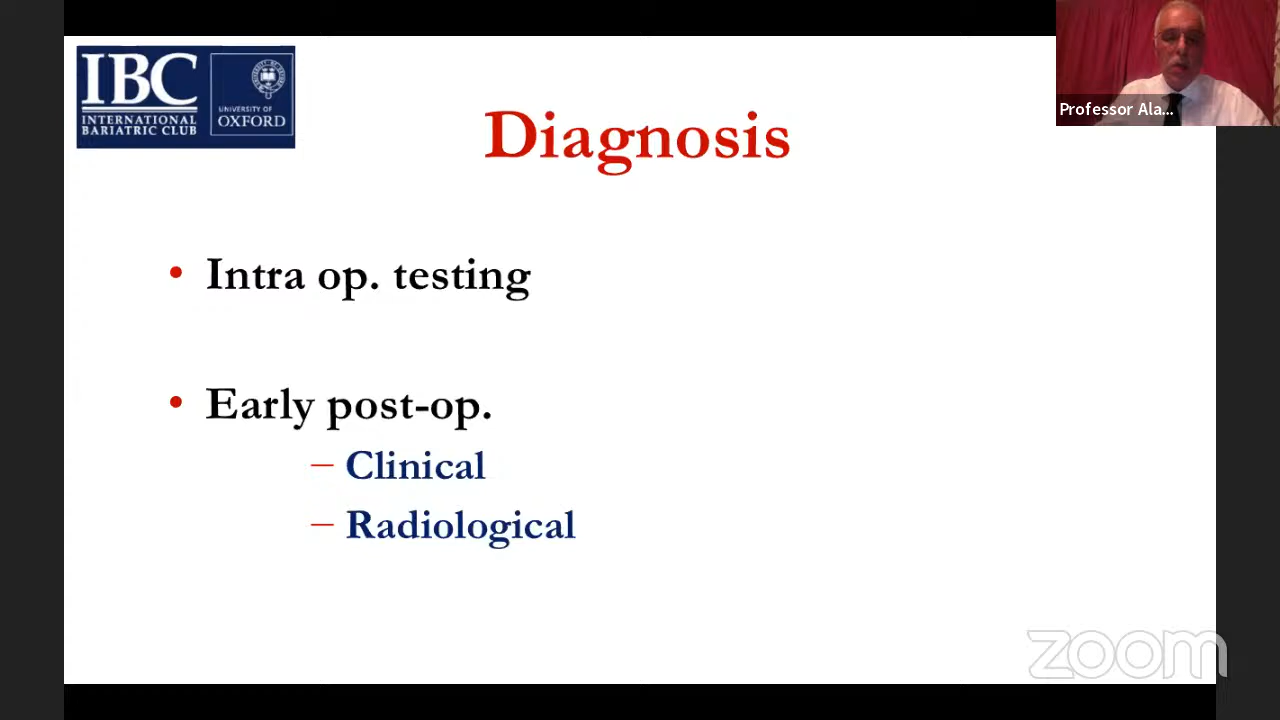 IBC
INTERNATIONAL
BARIATRIC CLUB
UNIVERSITY OF
OXFORD
Professor Ala...
Diagnosis
• Intra op. testing
• Early post-op.
– Clinical
– Radiological
zoom